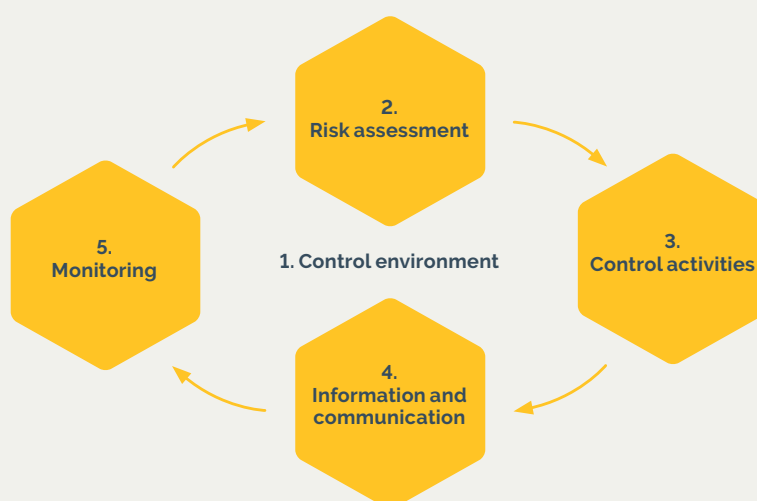 2.
Risk assessment
5.
Monitoring
1. Control environment
3.
Control activities
4.
Information and
communication